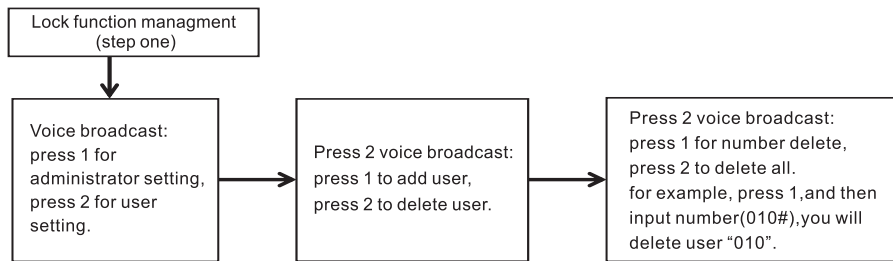 Lock function managment
(step one)
Voice broadcast:
press 1 for
administrator setting,
press 2 for user
setting.
Press 2 voice broadcast:
press 1 to add user,
press 2 to delete user.
Press 2 voice broadcast:
press 1 for number delete,
press 2 to delete all.
for example, press 1,and then
input number(010#),you will
delete user “010”.